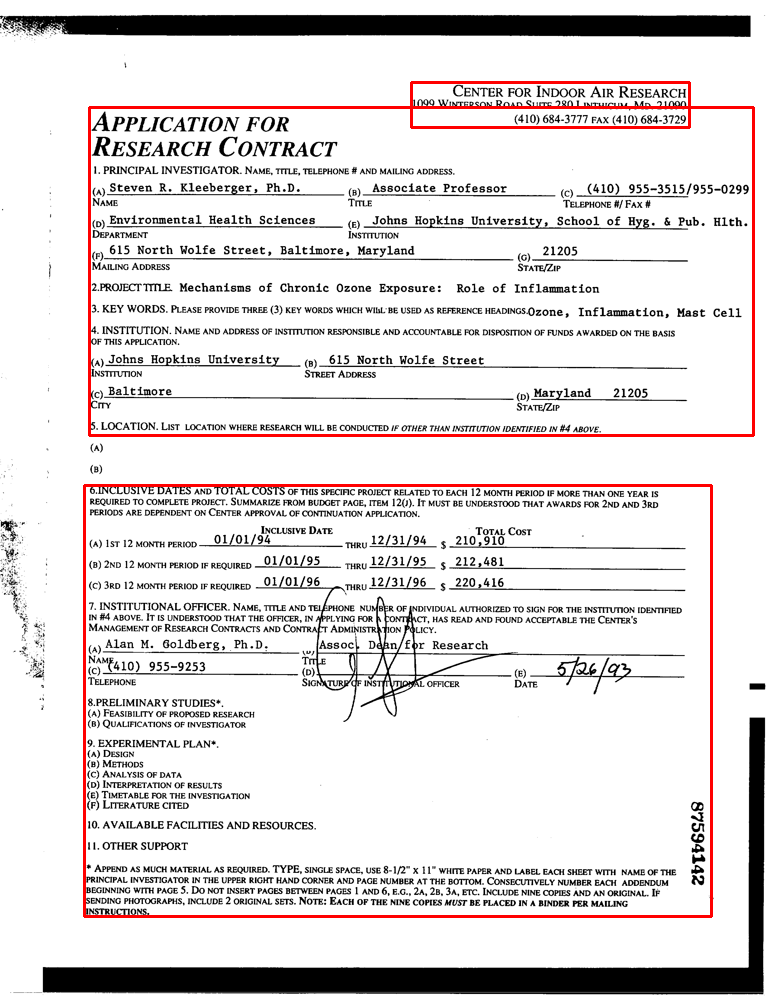 CENTER FOR INDOOR AIR RESEARCH
1099 WINTERSON ROAD SUITE 280 LINTHICUM, MD. 21090
(410) 684-3777 FAX (410) 684-3729
APPLICATION FOR
RESEARCH CONTRACT
1. PRINCIPAL INVESTIGATOR. NAME, TITLE, TELEPHONE # AND MAILING ADDRESS.
(A) Steven R. Kleeberger, Ph.D. (B) Associate Professor (C) (410) 955-3515/955-0299
NAME TITLE TELEPHONE #/ FAX #
(D) Environmental Health Sciences (E) Johns Hopkins University, School of Hyg. & Pub. Hlth.
DEPARTMENT INSTITUTION
(F) 615 North Wolfe Street, Baltimore, Maryland (G) 21205
MAILING ADDRESS STATE/ZIP
2.PROJECT TITLE. Mechanisms of Chronic Ozone Exposure: Role of Inflammation
3. KEY WORDS. PLEASE PROVIDE THREE (3) KEY WORDS WHICH WILL BE USED AS REFERENCE HEADINGS.Ozone, Inflammation, Mast Cell
4. INSTITUTION. NAME AND ADDRESS OF INSTITUTION RESPONSIBLE AND ACCOUNTABLE FOR DISPOSITION OF FUNDS AWARDED ON THE BASIS
OF THIS APPLICATION.
(A) Johns Hopkins University (B) 615 North Wolfe Street
INSTITUTION STREET ADDRESS
(C) Baltimore (D) Maryland 21205
CITY STATE/ZIP
5. LOCATION. LIST LOCATION WHERE RESEARCH WILL BE CONDUCTED IF OTHER THAN INSTITUTION IDENTIFIED IN #4 ABOVE.
(A)
(B)
6.INCLUSIVE DATES AND TOTAL COSTS OF THIS SPECIFIC PROJECT RELATED TO EACH 12 MONTH PERIOD IF MORE THAN ONE YEAR IS
REQUIRED TO COMPLETE PROJECT. SUMMARIZE FROM BUDGET PAGE, ITEM 12(J). IT MUST BE UNDERSTOOD THAT AWARDS FOR 2ND AND 3RD
PERIODS ARE DEPENDENT ON CENTER APPROVAL OF CONTINUATION APPLICATION.
INCLUSIVE DATE TOTAL COST
(A) 1ST 12 MONTH PERIOD 01/01/94 THRU 12/31/94 $ 210,910
(B) 2ND 12 MONTH PERIOD IF REQUIRED 01/01/95 THRU 12/31/95 $ 212,481
(C) 3RD 12 MONTH PERIOD IF REQUIRED 01/01/96 THRU 12/31/96 $ 220,416
7. INSTITUTIONAL OFFICER. NAME, TITLE AND TELEPHONE NUMBER OF INDIVIDUAL AUTHORIZED TO SIGN FOR THE INSTITUTION IDENTIFIED
IN #4 ABOVE. IT IS UNDERSTOOD THAT THE OFFICER, IN APPLYING FOR A CONTRACT, HAS READ AND FOUND ACCEPTABLE THE CENTER'S
MANAGEMENT OF RESEARCH CONTRACTS AND CONTRACT ADMINISTRATION POLICY.
(A) Alan M. Goldberg, Ph.D. Assoc. Dean for Research
NAME TITLE
(C) (410) 955-9253 (D) (E) 5/26/93
TELEPHONE SIGNATURE OF INSTITUTIONAL OFFICER DATE
8.PRELIMINARY STUDIES*.
(A) FEASIBILITY OF PROPOSED RESEARCH
(B) QUALIFICATIONS OF INVESTIGATOR
9. EXPERIMENTAL PLAN*.
(A) DESIGN
(B) METHODS
(C) ANALYSIS OF DATA
(D) INTERPRETATION OF RESULTS
(E) TIMETABLE FOR THE INVESTIGATION
(F) LITERATURE CITED
10. AVAILABLE FACILITIES AND RESOURCES.
11. OTHER SUPPORT
* APPEND AS MUCH MATERIAL AS REQUIRED. TYPE, SINGLE SPACE, USE 8-1/2" X 11" WHITE PAPER AND LABEL EACH SHEET WITH NAME OF THE
PRINCIPAL INVESTIGATOR IN THE UPPER RIGHT HAND CORNER AND PAGE NUMBER AT THE BOTTOM. CONSECUTIVELY NUMBER EACH ADDENDUM
BEGINNING WITH PAGE 5. DO NOT INSERT PAGES BETWEEN PAGES 1 AND 6, E.G., 2A, 2B, 3A, ETC. INCLUDE NINE COPIES AND AN ORIGINAL. IF
SENDING PHOTOGRAPHS, INCLUDE 2 ORIGINAL SETS. NOTE: EACH OF THE NINE COPIES MUST BE PLACED IN A BINDER PER MAILING
INSTRUCTIONS.
87594142